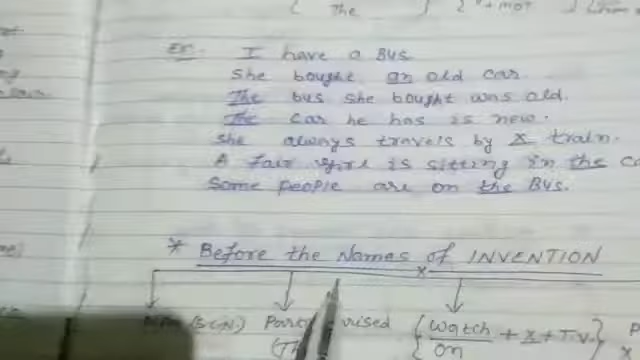 The
Ex. I have a Bus
She bought an old car.
The bus she bought was old.
The car he has is new.
She always travels by x train.
A fair girl is sitting in the
Some people are on the Bus.
* Before the Names of INVENTION
x
(S.C.N.) { Watch + x + T.V. }
on